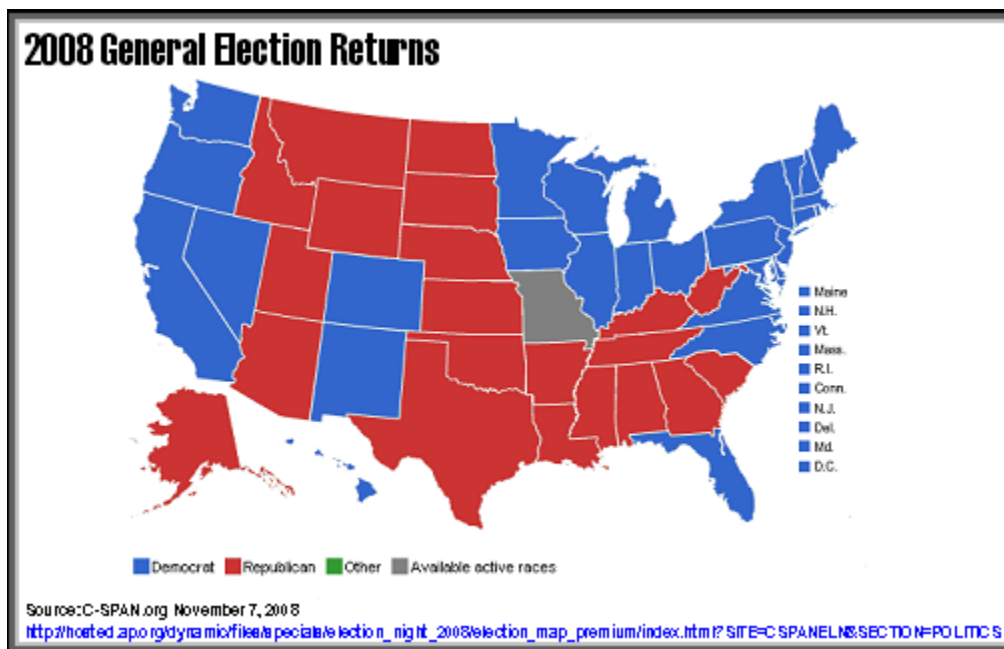 2008 General Election Returns
Maine
N.H.
Vt.
Mass.
R.I.
Conn.
N.J.
Del.
Md.
D.C.
Democrat Republican Other Available active races
Source:C-SPAN.org November 7, 2008
http://hosted.ap.org/dynamic/files/specials/election_night_2008/election_map_premium/index.html?SITE=CSPANELN&SECTION=POLITICS